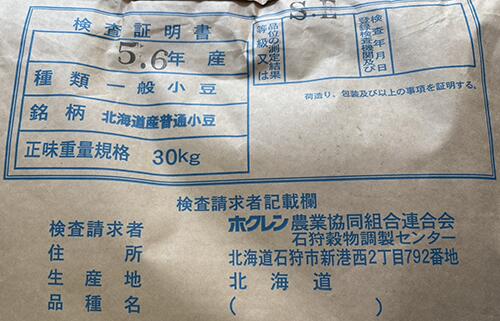 S.E
検査証明書
5.6年 産
種類 一般小豆
銘柄 北海道産普通小豆
正味重量規格 30kg
品位の測定結果
等級又は
検査年月日
登録検査機関及び
荷造り、包装及び以上の事項を証明する。
検査請求者記載欄
検査請求者 ホクレン農業協同組合連合会
石狩穀物調製センター
住所 北海道石狩市新港西2丁目792番地
生産地 北海道
品種名 ( )